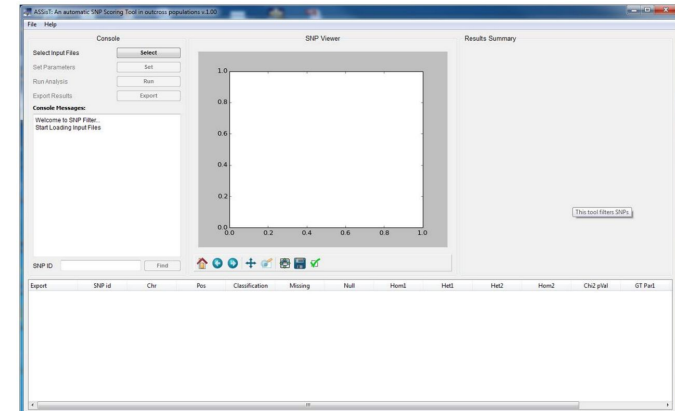 ASSIsT: An automatic SNP Scoring Tool in outcross populations v.1.00
File Help
Console
SNP Viewer
Results Summary
Select Input Files Select
Set Parameters Set
Run Analysis Run
Export Results Export
Console Messages:
Welcome to SNP Filter...
Start Loading Input Files
1.0
0.8
0.6
0.4
0.2
0.0
0.0 0.2 0.4 0.6 0.8 1.0
This tool filters SNPs
SNP ID Find
Export SNP id Chr Pos Classification Missing Null Hom1 Het1 Het2 Hom2 Chi2 pVal GT Par1